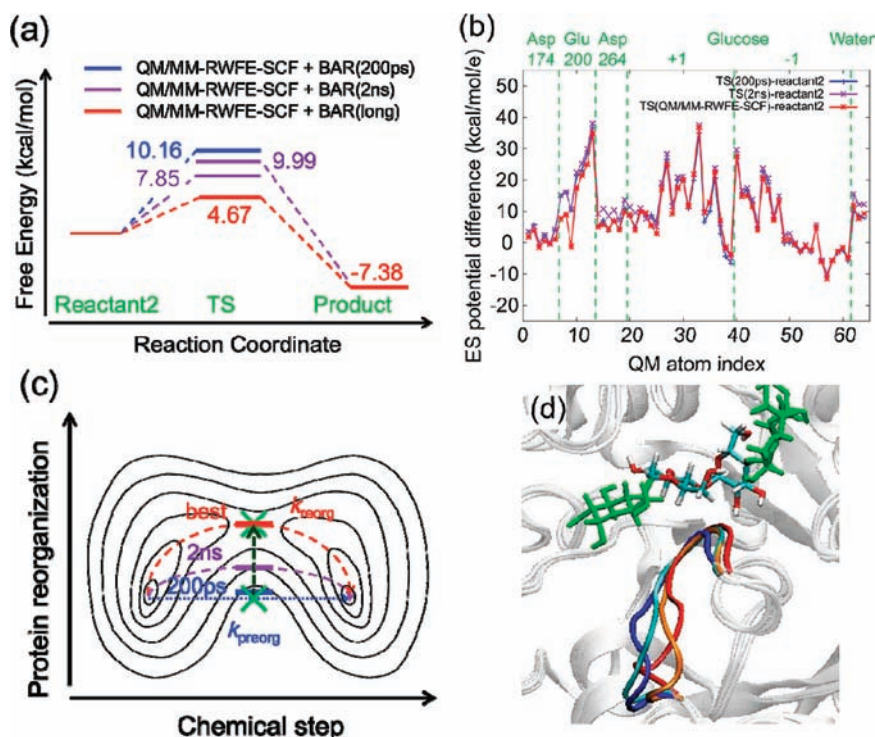 (a)
QM/MM-RWFE-SCF + BAR(200ps)
QM/MM-RWFE-SCF + BAR(2ns)
QM/MM-RWFE-SCF + BAR(long)
Free Energy (kcal/mol)
10.16
9.99
7.85
4.67
-7.38
Reactant2 TS Product
Reaction Coordinate
(b)
Asp Glu Asp Glucose Water
174 200 264 +1 -1
ES potential difference (kcal/mol/e)
TS(200ps)-reactant2
TS(2ns)-reactant2
TS(QM/MM-RWFE-SCF)-reactant2
50
40
30
20
10
0
-10
-20
0 10 20 30 40 50 60
QM atom index
(c)
Protein reorganization
best
kreorg
2ns
200ps
kpreorg
Chemical step
(d)